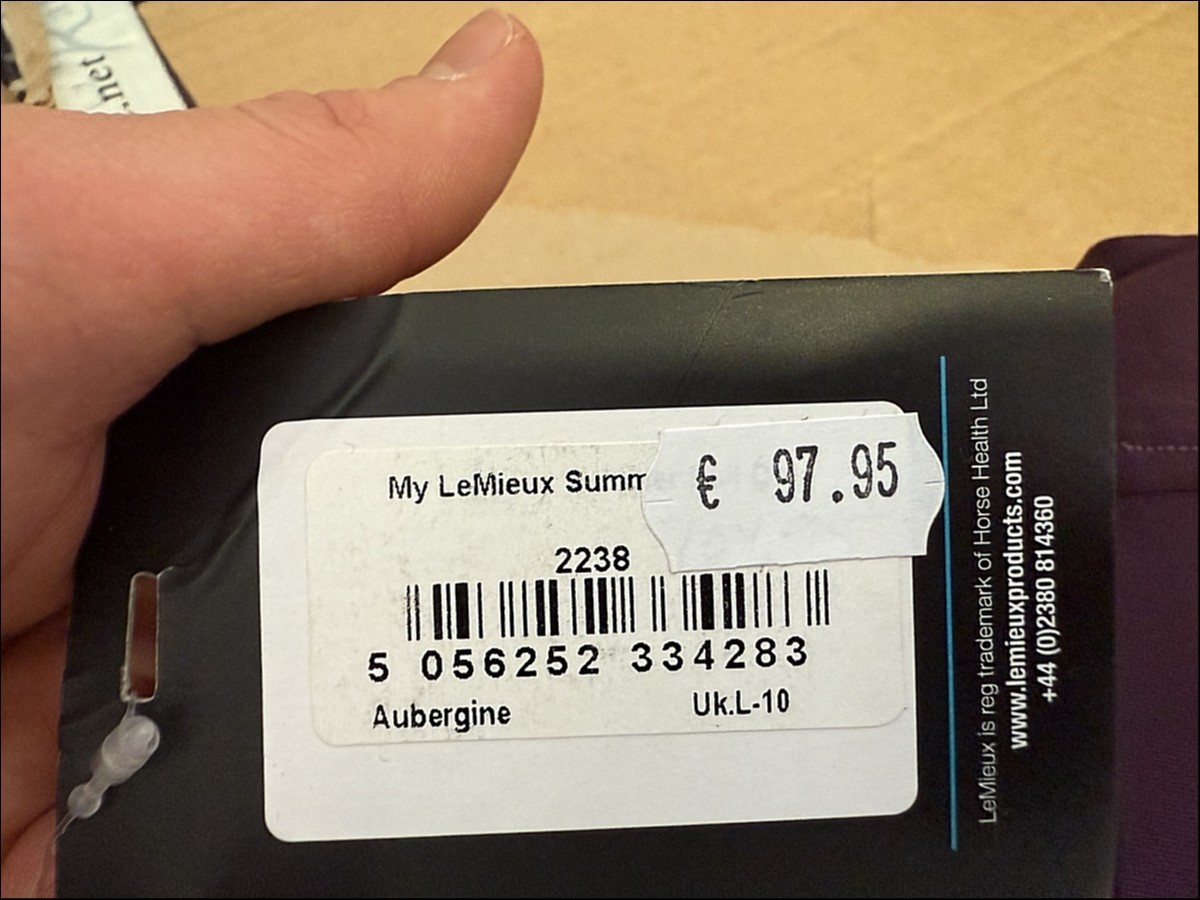 .net
My LeMieux Summ
€ 97.95
2238
5 056252 334283
Aubergine Uk.L-10
LeMieux is reg trademark of Horse Health Ltd
www.lemieuxproducts.com
+44 (0)2380 814360